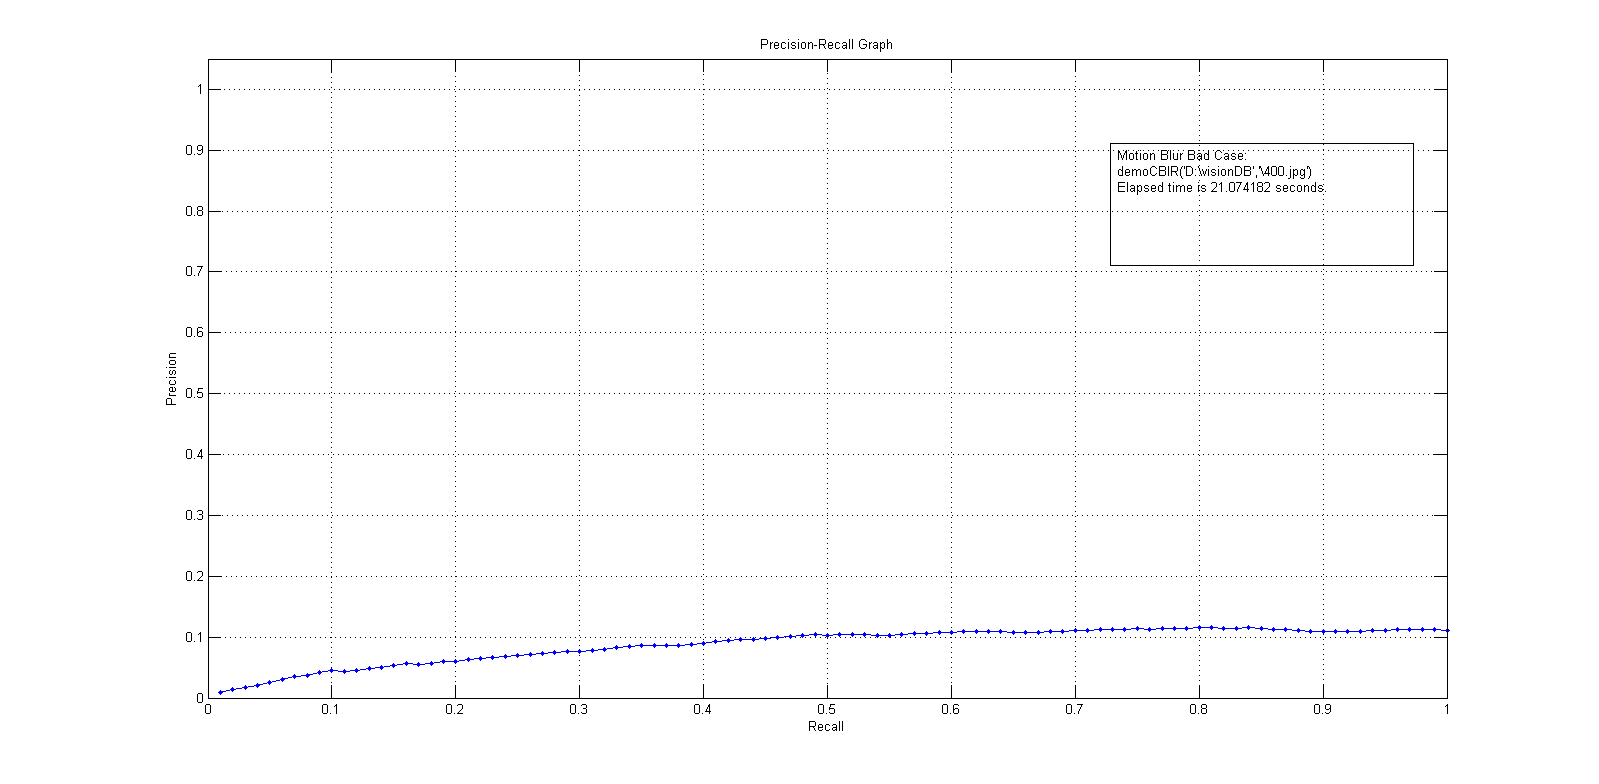 Precision-Recall Graph
1
0.9
0.8
0.7
0.6
0.5
0.4
0.3
0.2
0.1
0
Precision
Motion Blur Bad Case:
demoCBIR('D:\visionDB','\400.jpg')
Elapsed time is 21.074182 seconds.
0 0.1 0.2 0.3 0.4 0.5 0.6 0.7 0.8 0.9 1
Recall